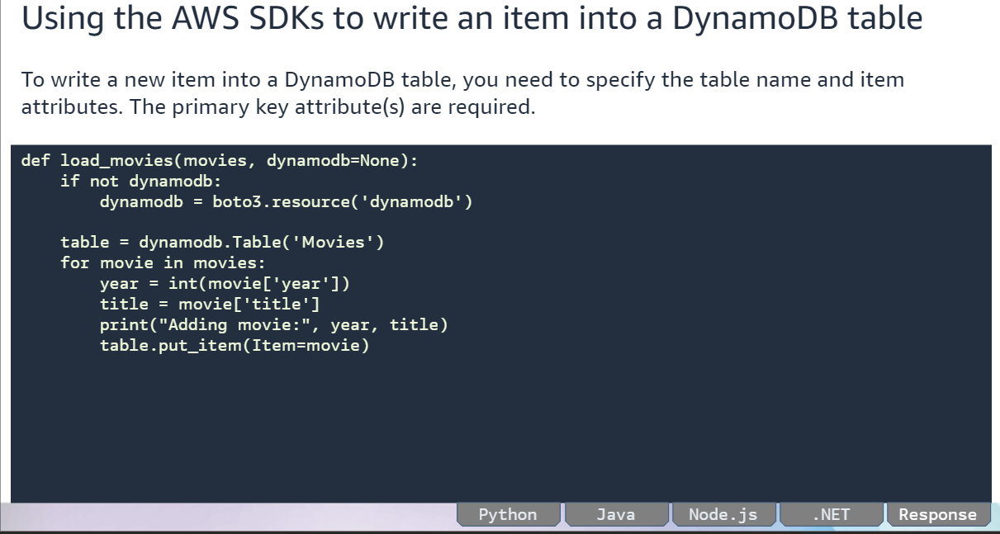 Using the AWS SDKs to write an item into a DynamoDB table
To write a new item into a DynamoDB table, you need to specify the table name and item
attributes. The primary key attribute(s) are required.
def load_movies(movies, dynamodb=None):
    if not dynamodb:
        dynamodb = boto3.resource('dynamodb')
    table = dynamodb.Table('Movies')
    for movie in movies:
        year = int(movie['year'])
        title = movie['title']
        print("Adding movie:", year, title)
        table.put_item(Item=movie)
Python Java Node.js .NET Response